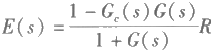 E(s) = \frac{1 - G_c(s)G(s)}{1 + G(s)} R